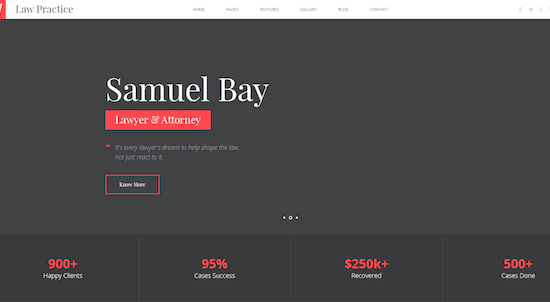 Law Practice
HOME PAGES FEATURES GALLERY BLOG CONTACT
Samuel Bay
Lawyer & Attorney
❝ It's every lawyer's dream to help shape the law,
not just react to it.
Know More
900+ 95% $250k+ 500+
Happy Clients Cases Success Recovered Cases Done